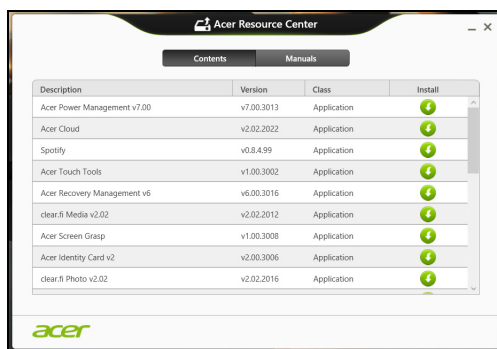 Acer Resource Center
Contents Manuals
Description Version Class Install
Acer Power Management v7.00 v7.00.3013 Application
Acer Cloud v2.02.2022 Application
Spotify v0.8.4.99 Application
Acer Touch Tools v1.00.3002 Application
Acer Recovery Management v6 v6.00.3016 Application
clear.fi Media v2.02 v2.02.2012 Application
Acer Screen Grasp v1.00.3008 Application
Acer Identity Card v2 v2.00.3006 Application
clear.fi Photo v2.02 v2.02.2016 Application
acer